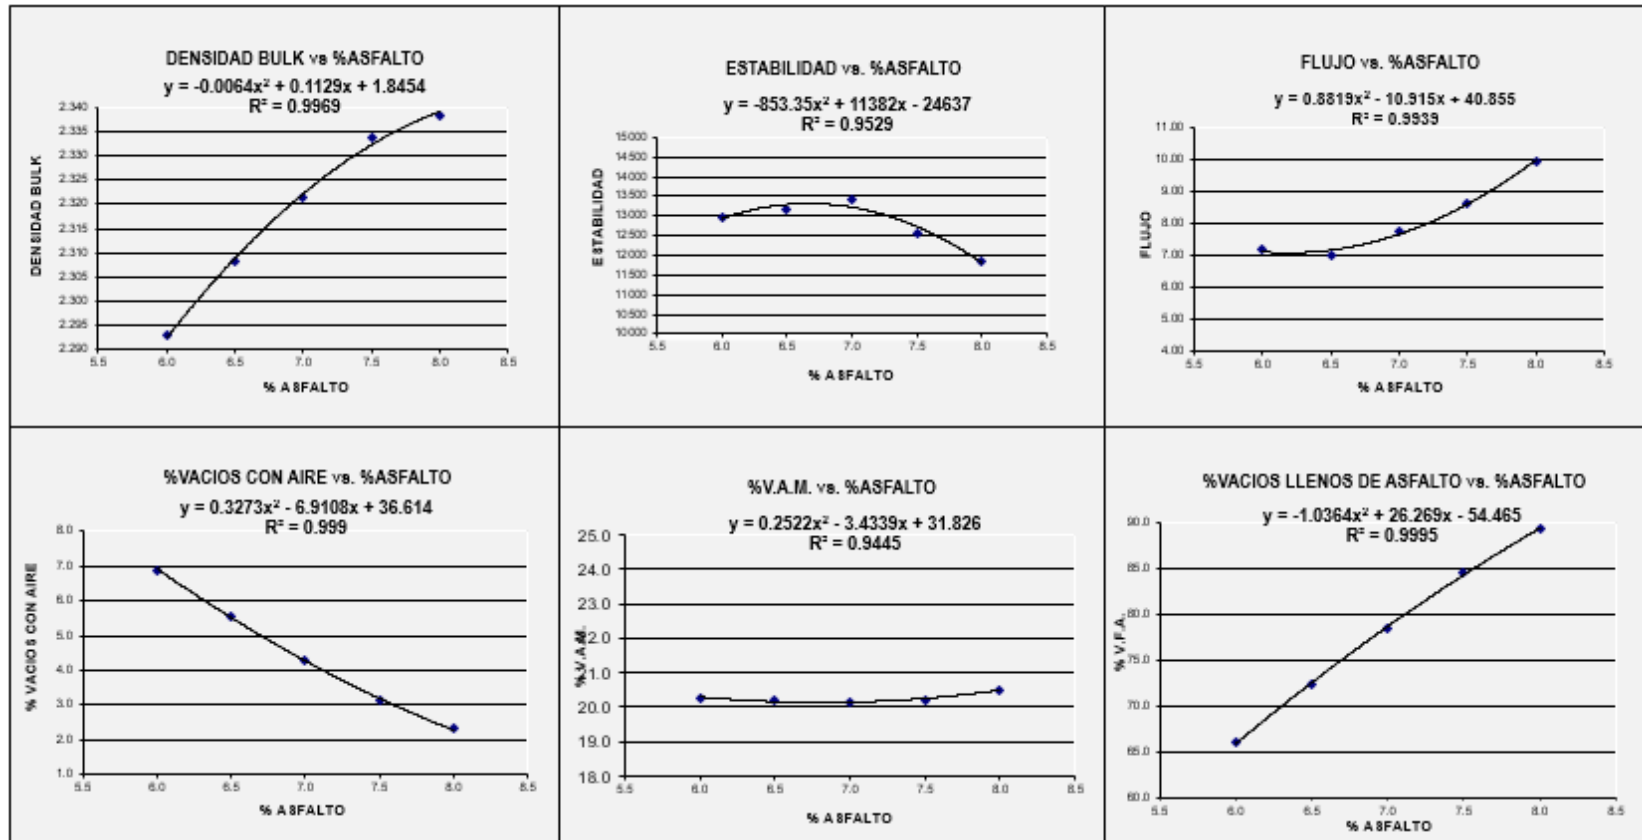 DENSIDAD BULK vs %ASFALTO
y = -0.0064x² + 0.1129x + 1.8454
R² = 0.9969
2.340
2.335
2.330
2.325
2.320
2.315
2.310
2.305
2.300
2.295
2.290
DENSIDAD BULK
5.5 6.0 6.5 7.0 7.5 8.0 8.5
% ASFALTO
ESTABILIDAD vs. %ASFALTO
y = -853.35x² + 11382x - 24637
R² = 0.9529
15000
14500
14000
13500
13000
12500
12000
11500
11000
10500
10000
ESTABILIDAD
5.5 6.0 6.5 7.0 7.5 8.0 8.5
% ASFALTO
FLUJO vs. %ASFALTO
y = 0.8819x² - 10.915x + 40.855
R² = 0.9939
11.00
10.00
9.00
8.00
7.00
6.00
5.00
4.00
FLUJO
5.5 6.0 6.5 7.0 7.5 8.0 8.5
% ASFALTO
%VACIOS CON AIRE vs. %ASFALTO
y = 0.3273x² - 6.9108x + 36.614
R² = 0.999
8.0
7.0
6.0
5.0
4.0
3.0
2.0
1.0
% VACIOS CON AIRE
5.5 6.0 6.5 7.0 7.5 8.0 8.5
% ASFALTO
%V.A.M. vs. %ASFALTO
y = 0.2522x² - 3.4339x + 31.826
R² = 0.9445
25.0
24.0
23.0
22.0
21.0
20.0
19.0
18.0
% V.A.M.
5.5 6.0 6.5 7.0 7.5 8.0 8.5
% ASFALTO
%VACIOS LLENOS DE ASFALTO vs. %ASFALTO
y = -1.0364x² + 26.269x - 54.465
R² = 0.9995
90.0
85.0
80.0
75.0
70.0
65.0
60.0
% V.F.A.
5.5 6.0 6.5 7.0 7.5 8.0 8.5
% ASFALTO